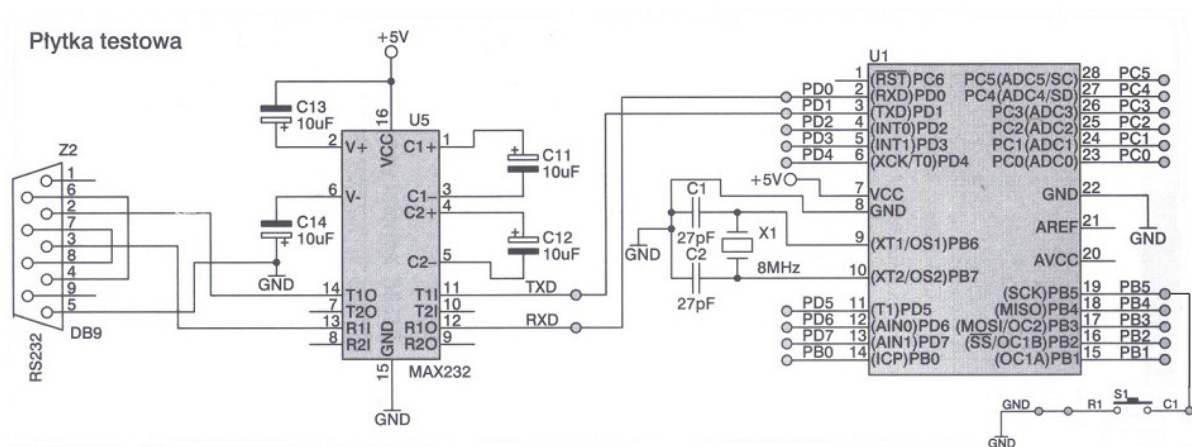 Płytka testowa
+5V
C13
10uF
16
VCC
U5
2
V+
C1+
1
C11
10uF
6
V-
C1-
3
C2+
4
C14
10uF
C12
10uF
C2-
5
GND
14
T1O
T1I
11
TXD
7
T2O
T2I
10
13
R1I
R1O
12
RXD
8
R2I
R2O
9
GND
15
MAX232
GND
Z2
1
6
2
7
3
8
4
9
5
DB9
RS232
U1
1
(RST)PC6
PC5(ADC5/SC)
28
PC5
PD0
2
(RXD)PD0
PC4(ADC4/SD)
27
PC4
PD1
3
(TXD)PD1
PC3(ADC3)
26
PC3
PD2
4
(INT0)PD2
PC2(ADC2)
25
PC2
PD3
5
(INT1)PD3
PC1(ADC1)
24
PC1
PD4
6
(XCK/T0)PD4
PC0(ADC0)
23
PC0
+5V
7
VCC
GND
22
8
GND
GND
C1
27pF
C2
27pF
X1
8MHz
GND
AREF
21
9
(XT1/OS1)PB6
AVCC
20
10
(XT2/OS2)PB7
(SCK)PB5
19
PB5
(MISO)PB4
18
PB4
PD5
11
(T1)PD5
(MOSI/OC2)PB3
17
PB3
PD6
12
(AIN0)PD6
(SS/OC1B)PB2
16
PB2
PD7
13
(AIN1)PD7
(OC1A)PB1
15
PB1
PB0
14
(ICP)PB0
GND
R1
S1
C1
GND